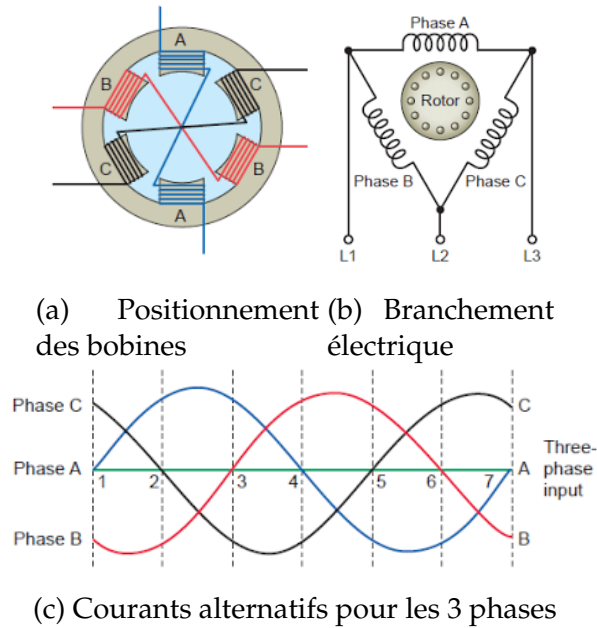 A
B
C
C
B
A
Phase A
Rotor
Phase B
Phase C
L1
L2
L3
(a) Positionnement
des bobines
(b) Branchement
électrique
Phase C
C
Phase A
1
2
3
4
5
6
7
A
Three-
phase
input
Phase B
B
(c) Courants alternatifs pour les 3 phases